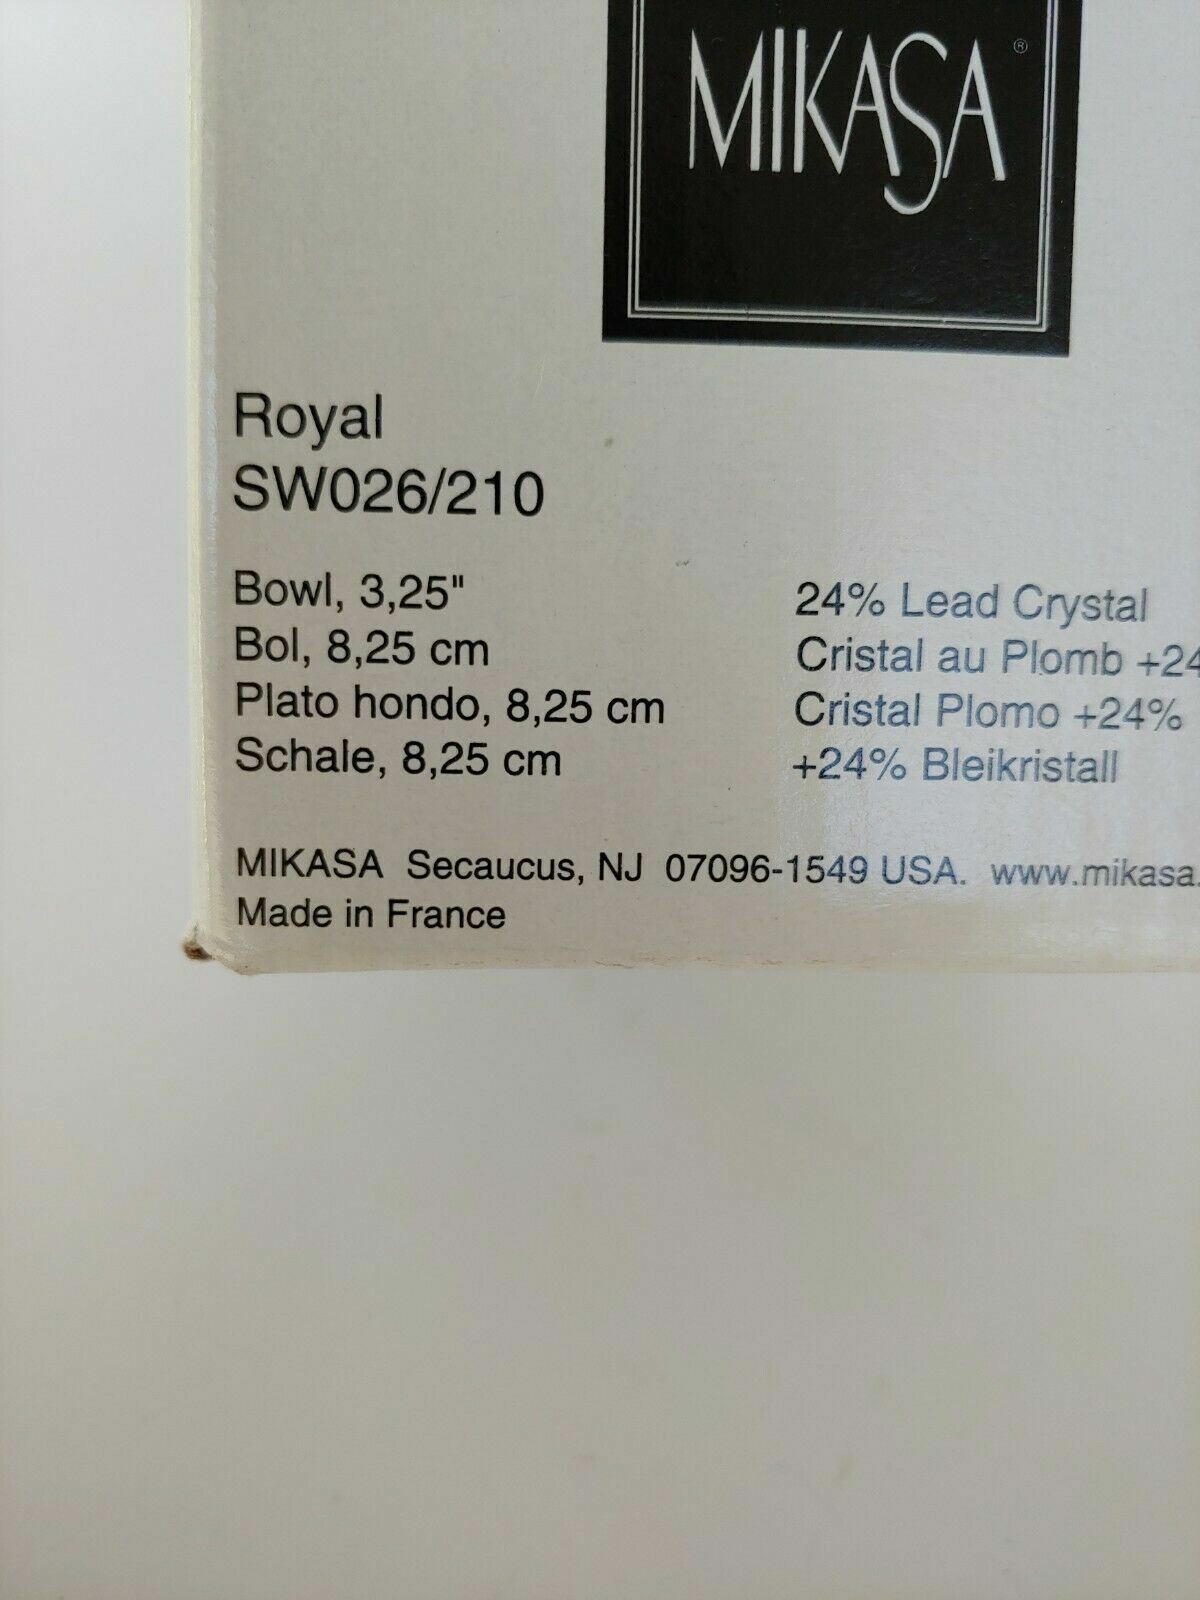 MIKASA ®
Royal
SW026/210
Bowl, 3,25"
Bol, 8,25 cm
Plato hondo, 8,25 cm
Schale, 8,25 cm
24% Lead Crystal
Cristal au Plomb +24
Cristal Plomo +24%
+24% Bleikristall
MIKASA Secaucus, NJ 07096-1549 USA. www.mikasa.
Made in France